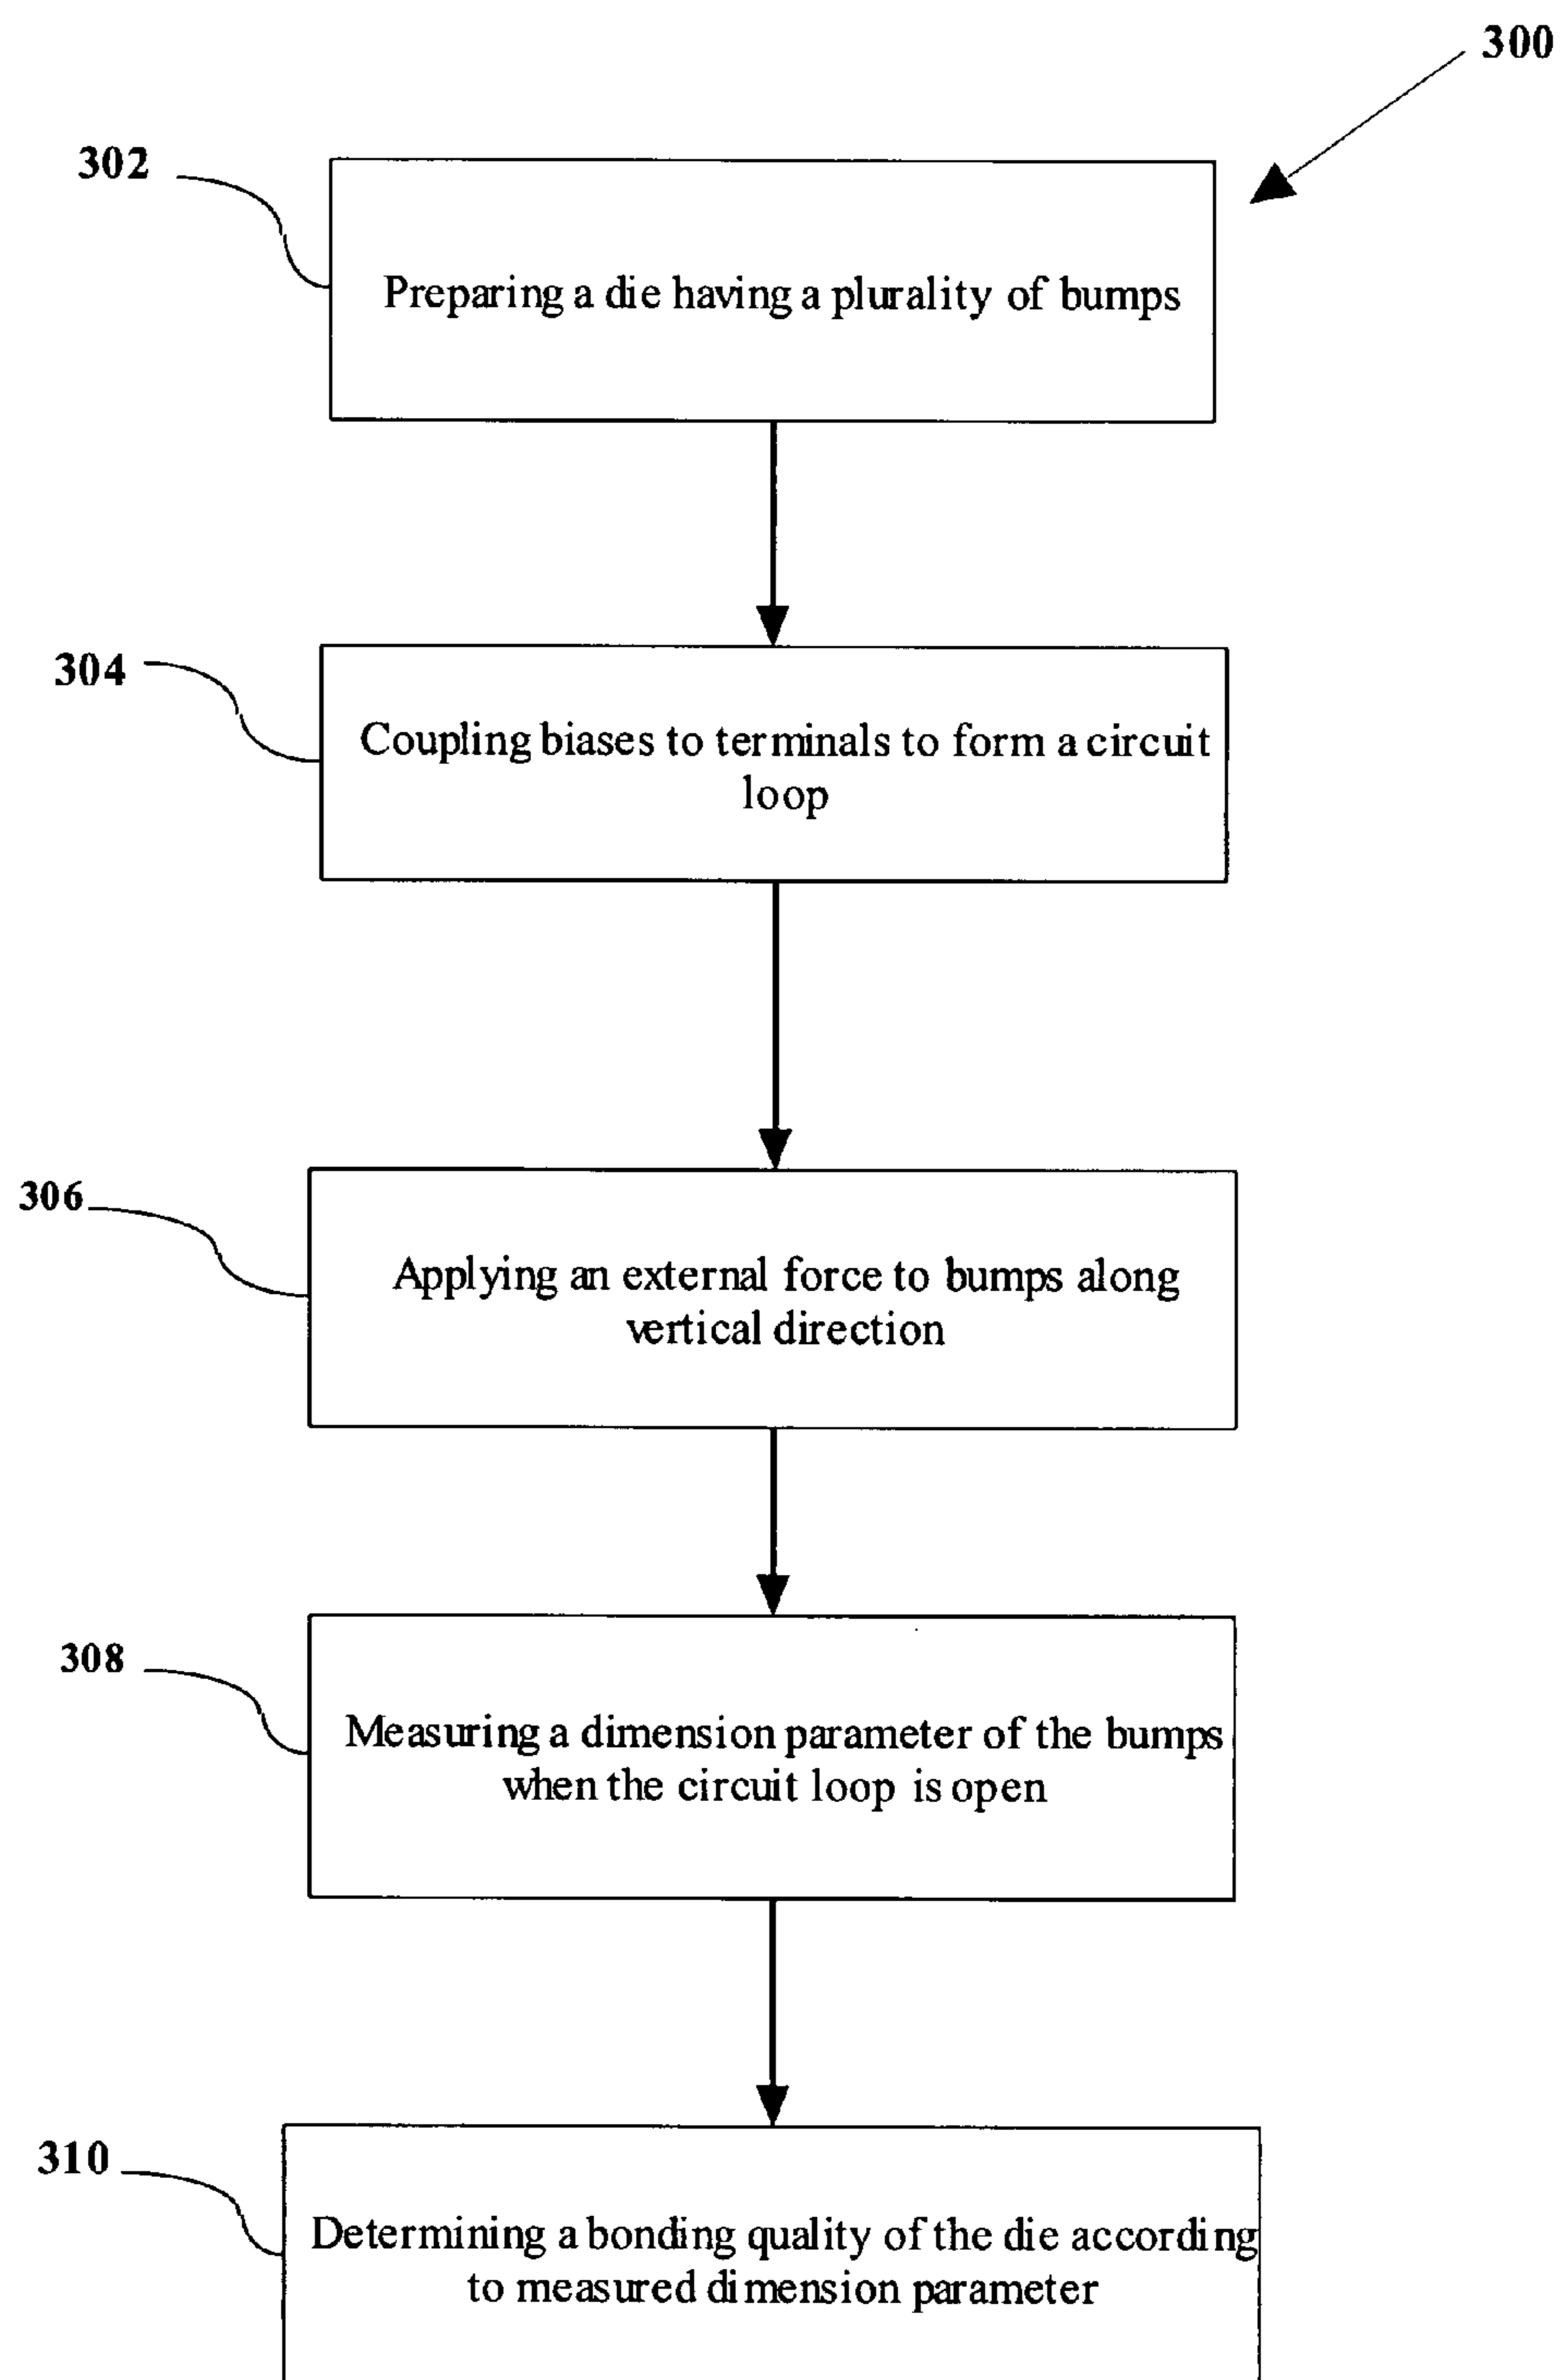 300
302
Preparing a die having a plurality of bumps
304
Coupling biases to terminals to form a circuit
loop
306
Applying an external force to bumps along
vertical direction
308
Measuring a dimension parameter of the bumps
when the circuit loop is open
310
Determining a bonding quality of the die according
to measured dimension parameter